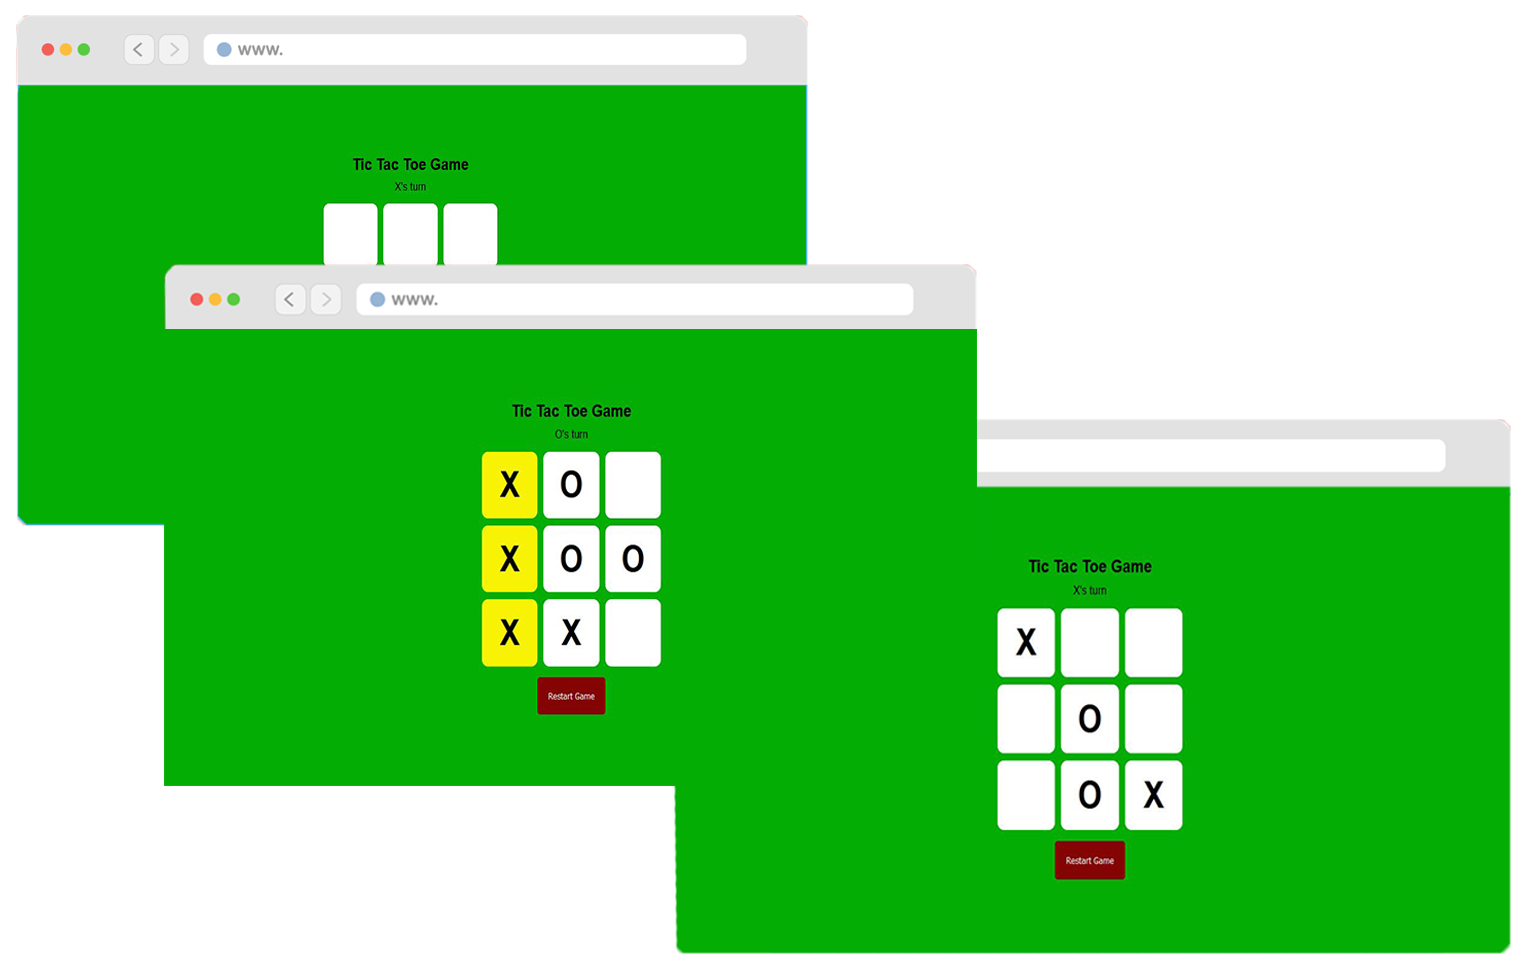 www.
Tic Tac Toe Game
X's turn
www.
Tic Tac Toe Game
O's turn
X O
X O O
X X
Restart Game
Tic Tac Toe Game
X's turn
X
O
O X
Restart Game